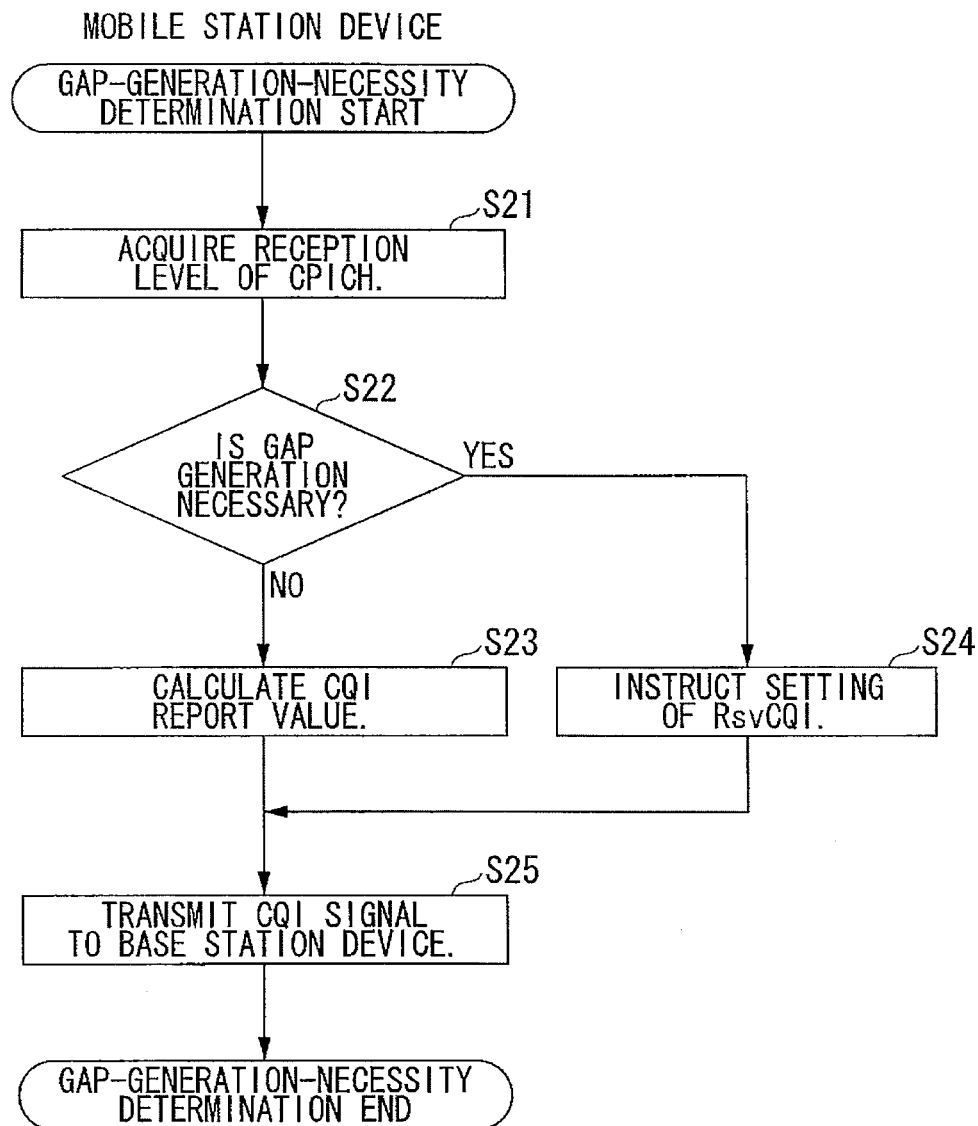 MOBILE STATION DEVICE
GAP-GENERATION-NECESSITY
DETERMINATION START
S21
ACQUIRE RECEPTION
LEVEL OF CPICH.
S22
IS GAP
GENERATION
NECESSARY?
YES
NO
S23
CALCULATE CQI
REPORT VALUE.
S24
INSTRUCT SETTING
OF RsvCQI.
S25
TRANSMIT CQI SIGNAL
TO BASE STATION DEVICE.
GAP-GENERATION-NECESSITY
DETERMINATION END